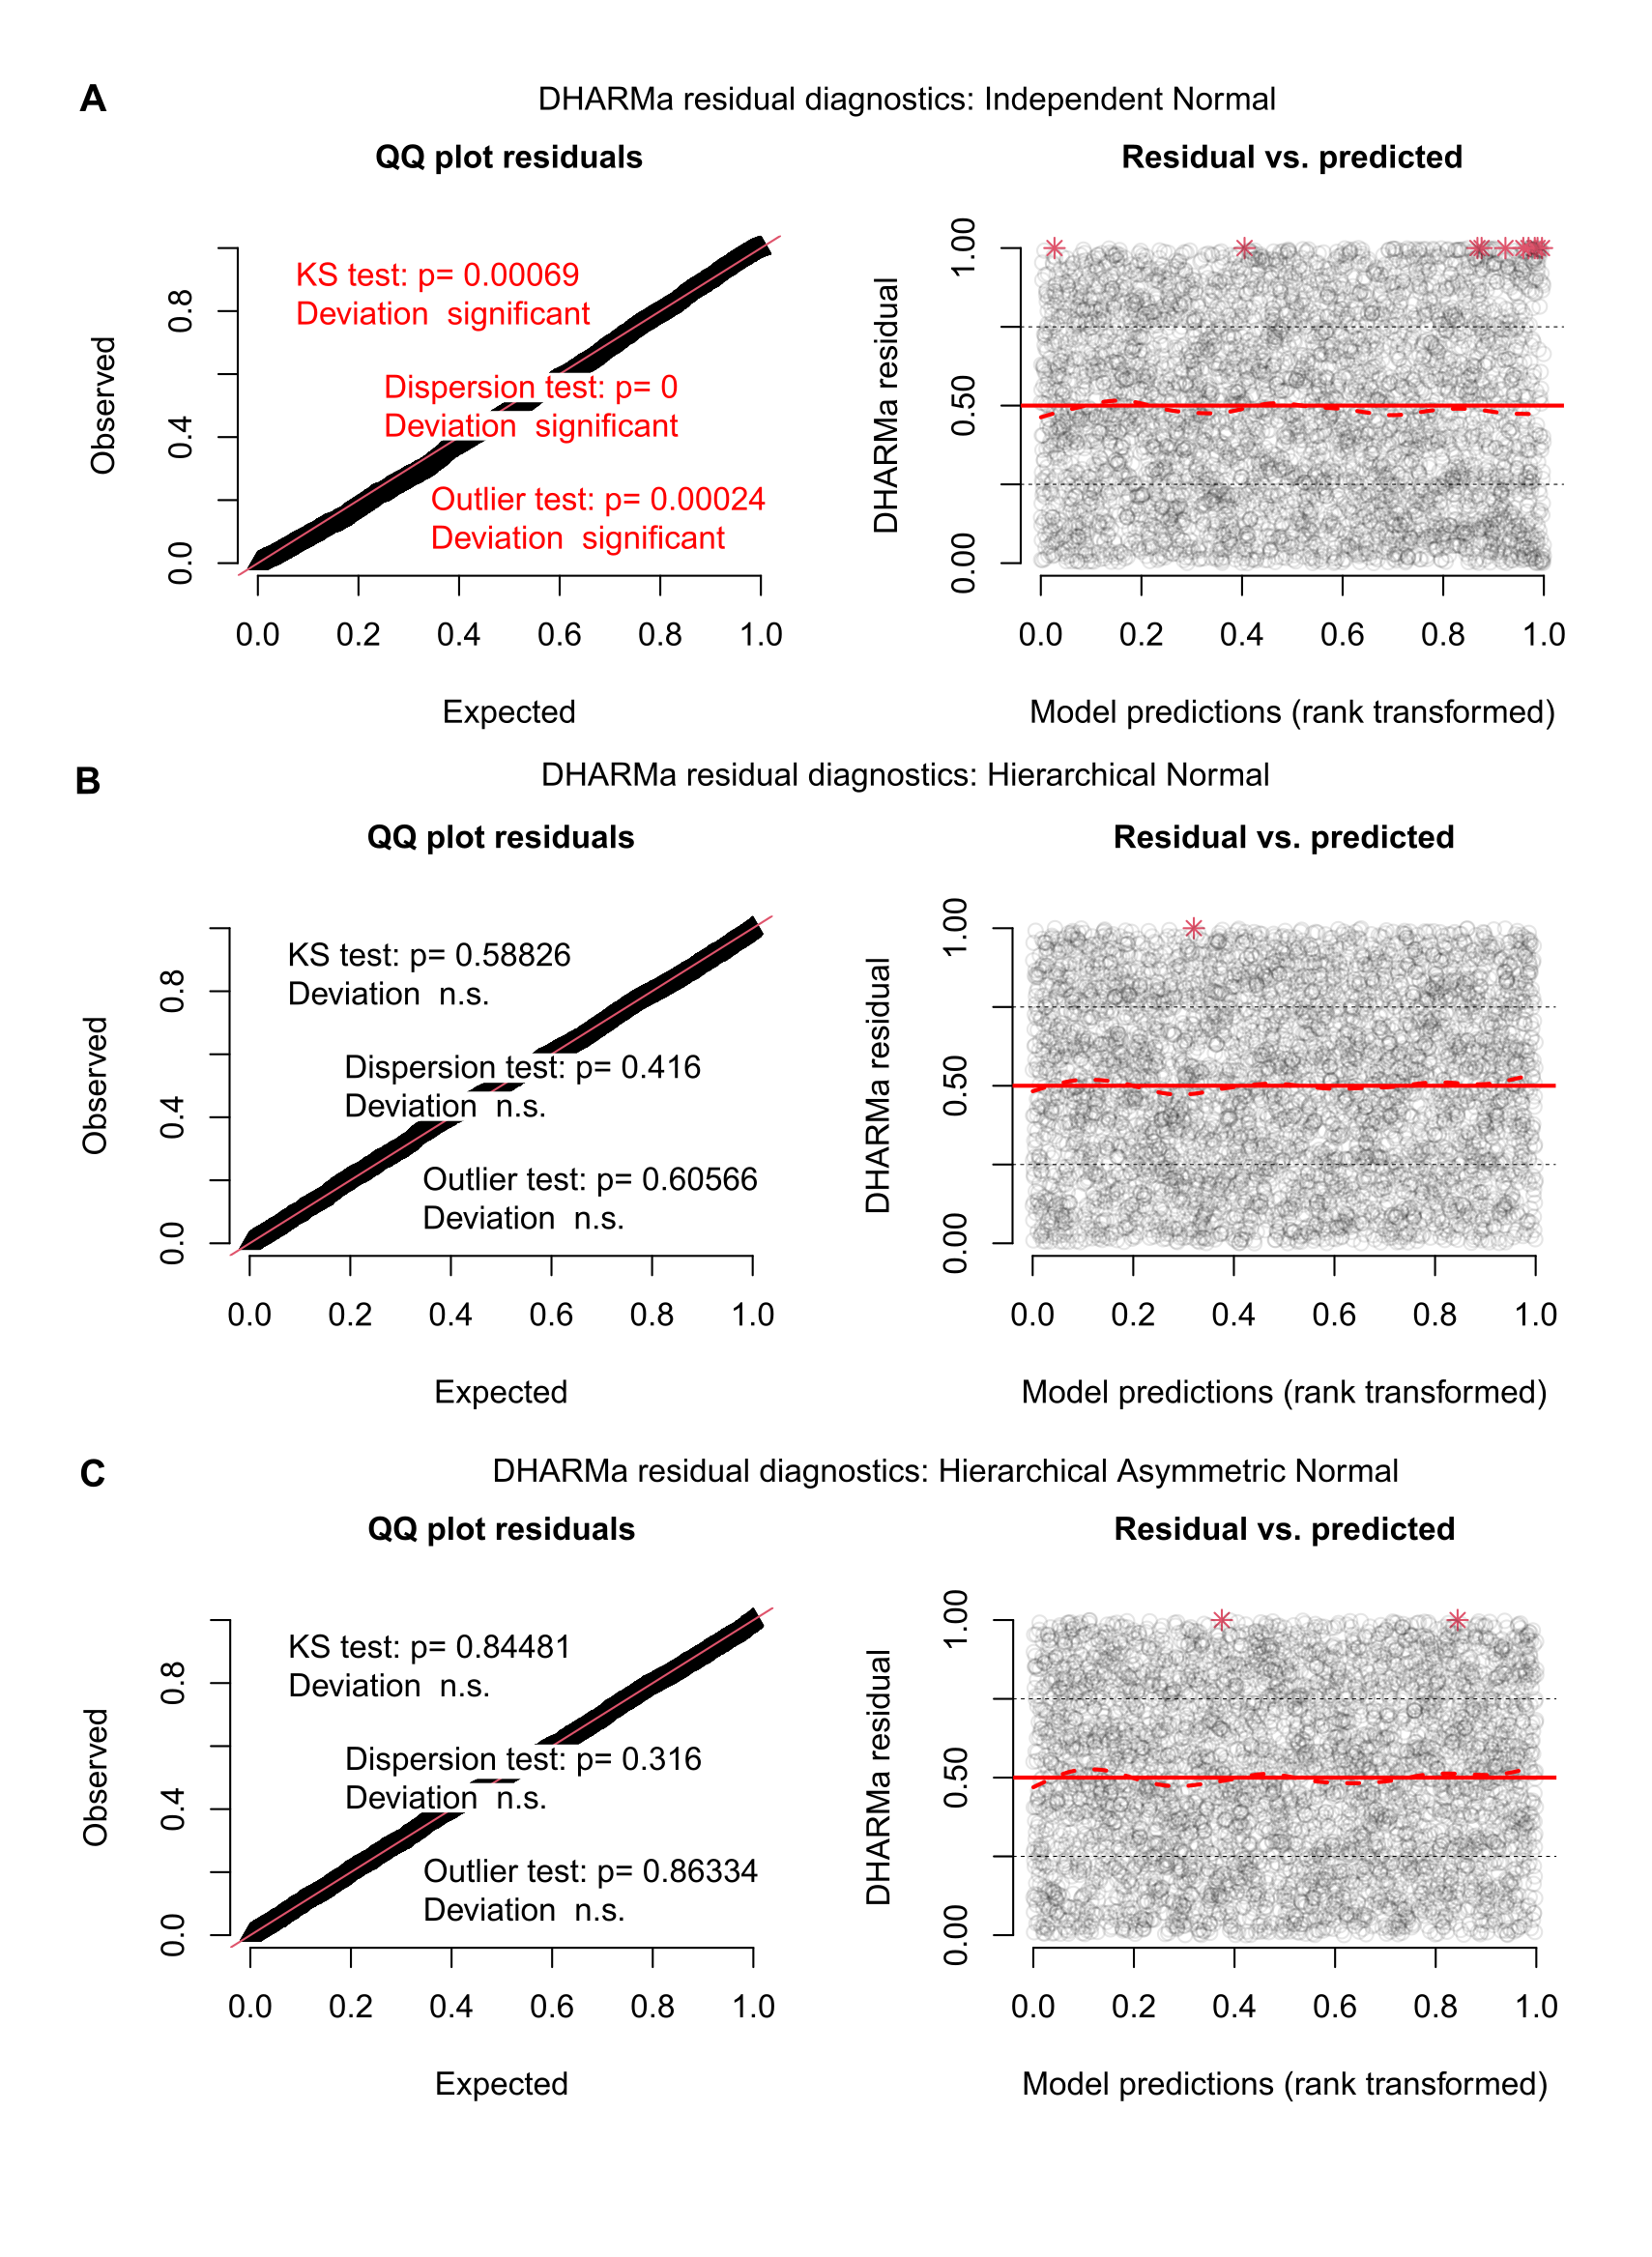 A
DHARMa residual diagnostics: Independent Normal
QQ plot residuals
Observed
0.0
0.4
0.8
KS test: p= 0.00069
Deviation  significant
Dispersion test: p= 0
Deviation  significant
Outlier test: p= 0.00024
Deviation  significant
0.0 0.2 0.4 0.6 0.8 1.0
Expected
Residual vs. predicted
DHARMa residual
0.00
0.50
1.00
0.0 0.2 0.4 0.6 0.8 1.0
Model predictions (rank transformed)
B
DHARMa residual diagnostics: Hierarchical Normal
QQ plot residuals
Observed
0.0
0.4
0.8
KS test: p= 0.58826
Deviation  n.s.
Dispersion test: p= 0.416
Deviation  n.s.
Outlier test: p= 0.60566
Deviation  n.s.
0.0 0.2 0.4 0.6 0.8 1.0
Expected
Residual vs. predicted
DHARMa residual
0.00
0.50
1.00
0.0 0.2 0.4 0.6 0.8 1.0
Model predictions (rank transformed)
C
DHARMa residual diagnostics: Hierarchical Asymmetric Normal
QQ plot residuals
Observed
0.0
0.4
0.8
KS test: p= 0.84481
Deviation  n.s.
Dispersion test: p= 0.316
Deviation  n.s.
Outlier test: p= 0.86334
Deviation  n.s.
0.0 0.2 0.4 0.6 0.8 1.0
Expected
Residual vs. predicted
DHARMa residual
0.00
0.50
1.00
0.0 0.2 0.4 0.6 0.8 1.0
Model predictions (rank transformed)